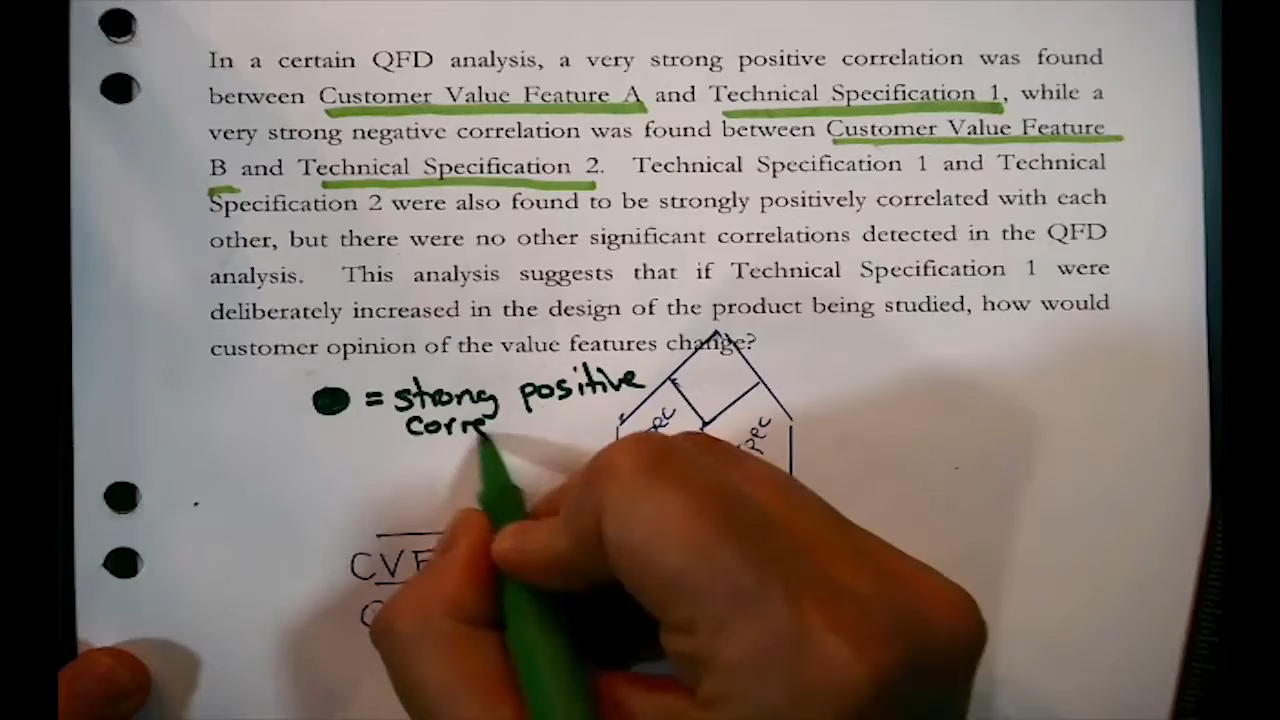 In a certain QFD analysis, a very strong positive correlation was found
between Customer Value Feature A and Technical Specification 1, while a
very strong negative correlation was found between Customer Value Feature
B and Technical Specification 2. Technical Specification 1 and Technical
Specification 2 were also found to be strongly positively correlated with each
other, but there were no other significant correlations detected in the QFD
analysis. This analysis suggests that if Technical Specification 1 were
deliberately increased in the design of the product being studied, how would
customer opinion of the value features change?
= strong positive
corr